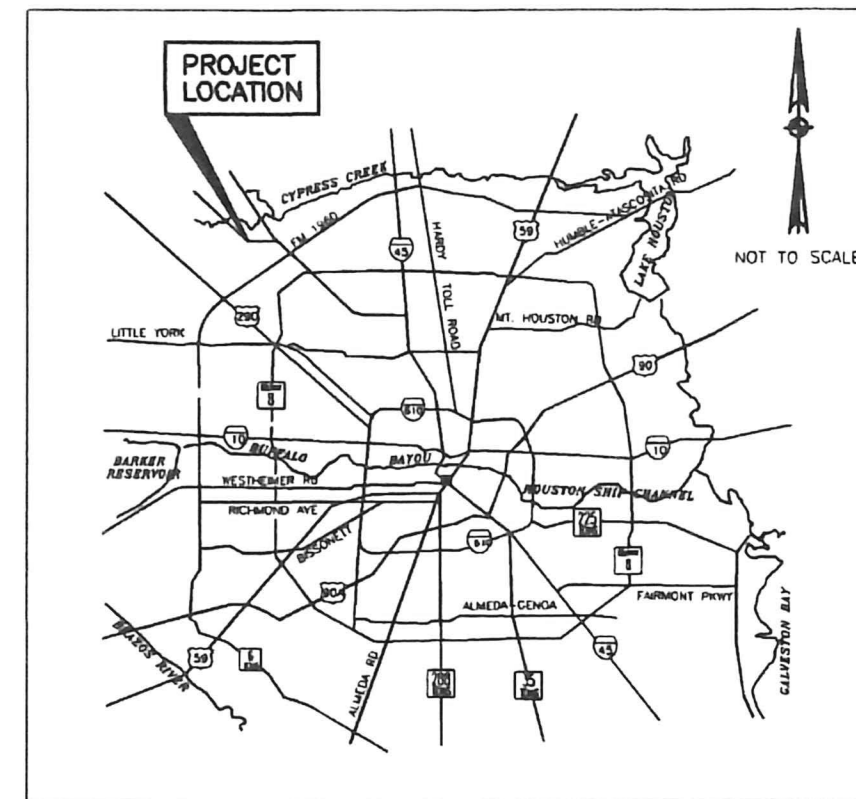 PROJECT
LOCATION
CYPRESS CREEK
FM 1960
45
HARDY
TOLL ROAD
59
HUMBLE-ATASCOSITA RD
LAKE HOUSTON
NOT TO SCALE
290
LITTLE YORK
MT. HOUSTON RD
90
8
610
10
BUFFALO
BAYOU
10
BARKER
RESERVOIR
WESTHEIMER RD
HOUSTON SHIP CHANNEL
RICHMOND AVE
225
BISSONETT
610
8
90A
FAIRMONT PKWY
ALMEDA-GENOA
BRAZOS RIVER
59
6
ALMEDA RD
288
35
45
GALVESTON BAY